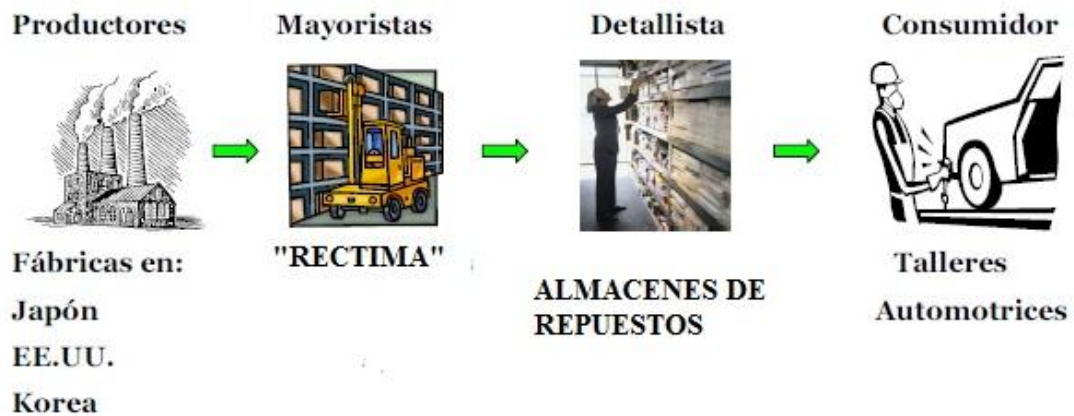 Productores
Mayoristas
Detallista
Consumidor
Fábricas en:
Japón
EE.UU.
Korea
"RECTIMA"
ALMACENES DE
REPUESTOS
Talleres
Automotrices